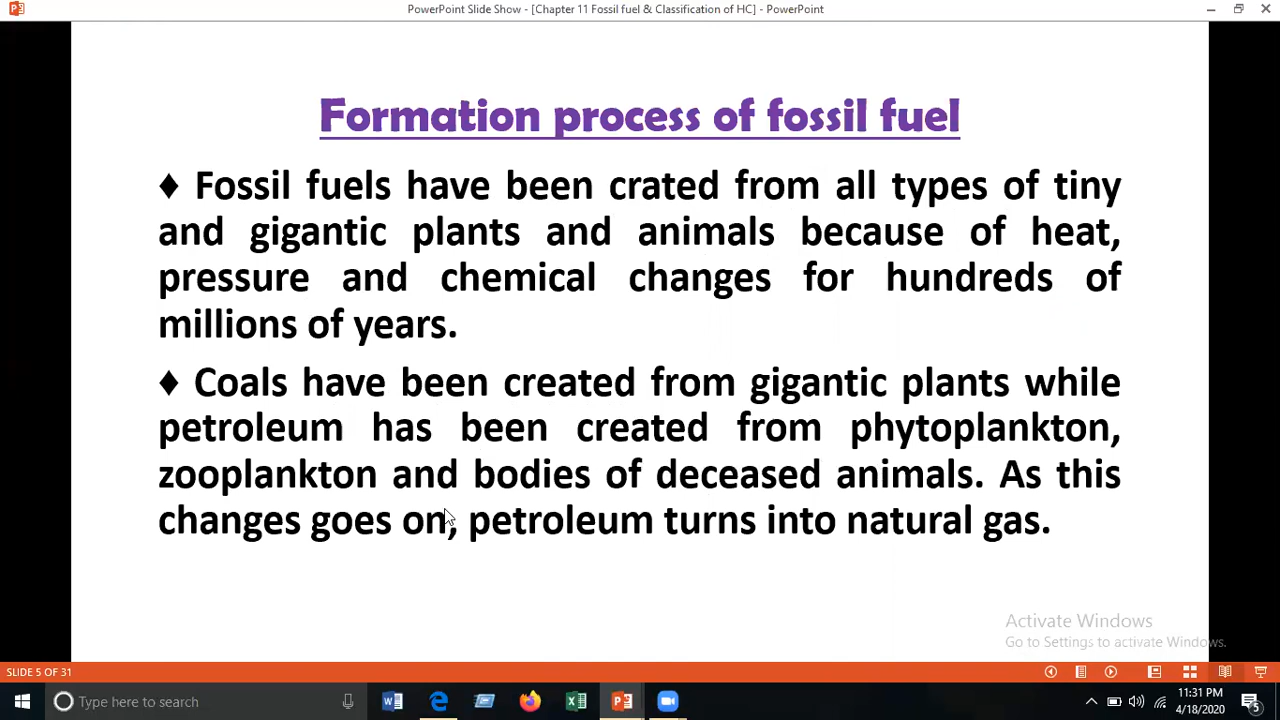 PowerPoint Slide Show - [Chapter 11 Fossil fuel & Classification of HC] - PowerPoint
Formation process of fossil fuel
♦ Fossil fuels have been crated from all types of tiny
and gigantic plants and animals because of heat,
pressure and chemical changes for hundreds of
millions of years.
♦ Coals have been created from gigantic plants while
petroleum has been created from phytoplankton,
zooplankton and bodies of deceased animals. As this
changes goes on, petroleum turns into natural gas.
Activate Windows
Go to Settings to activate Windows.
SLIDE 5 OF 31
Type here to search
11:31 PM
4/18/2020
5